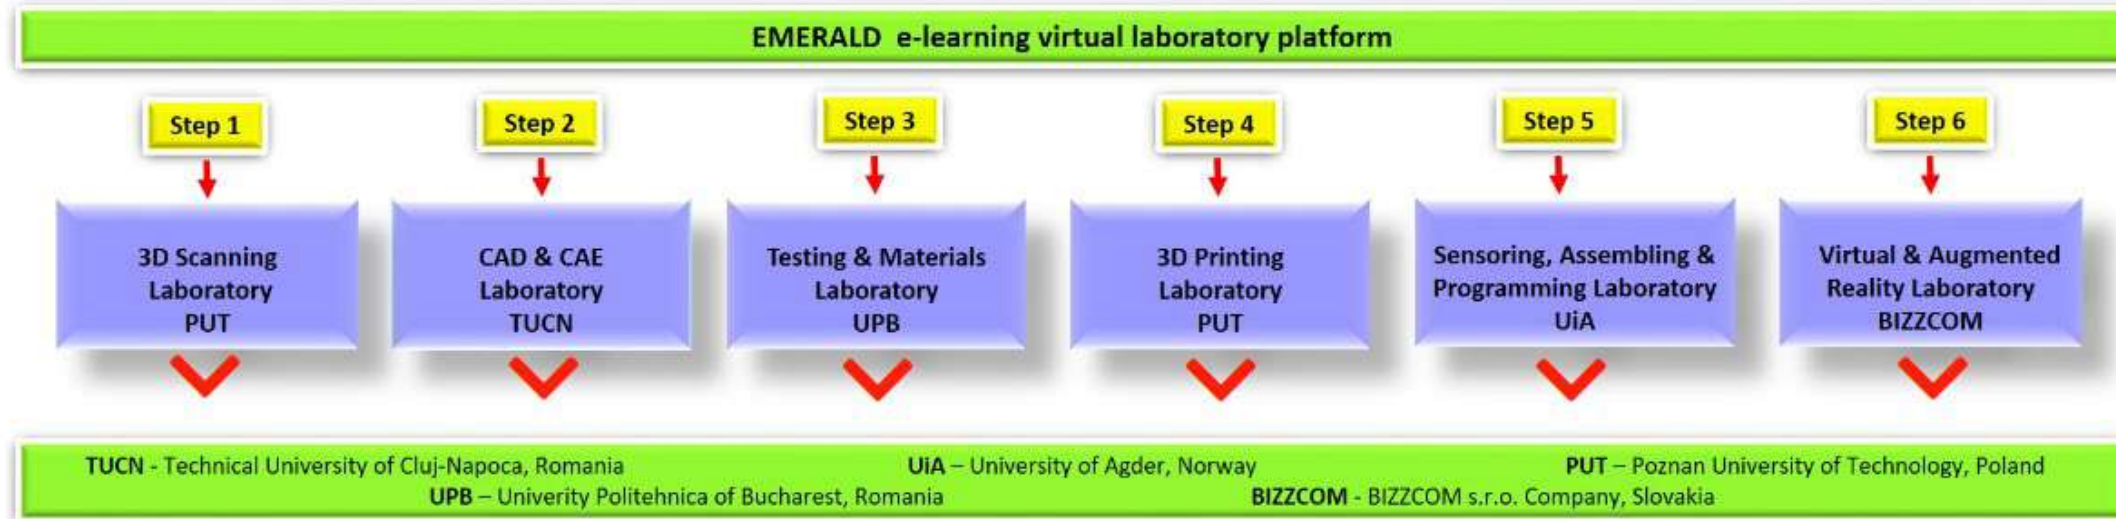 EMERALD e-learning virtual laboratory platform
Step 1
Step 2
Step 3
Step 4
Step 5
Step 6
3D Scanning
Laboratory
PUT
CAD & CAE
Laboratory
TUCN
Testing & Materials
Laboratory
UPB
3D Printing
Laboratory
PUT
Sensoring, Assembling &
Programming Laboratory
UiA
Virtual & Augmented
Reality Laboratory
BIZZCOM
TUCN - Technical University of Cluj-Napoca, Romania
UiA – University of Agder, Norway
PUT – Poznan University of Technology, Poland
UPB – Univerity Politehnica of Bucharest, Romania
BIZZCOM - BIZZCOM s.r.o. Company, Slovakia